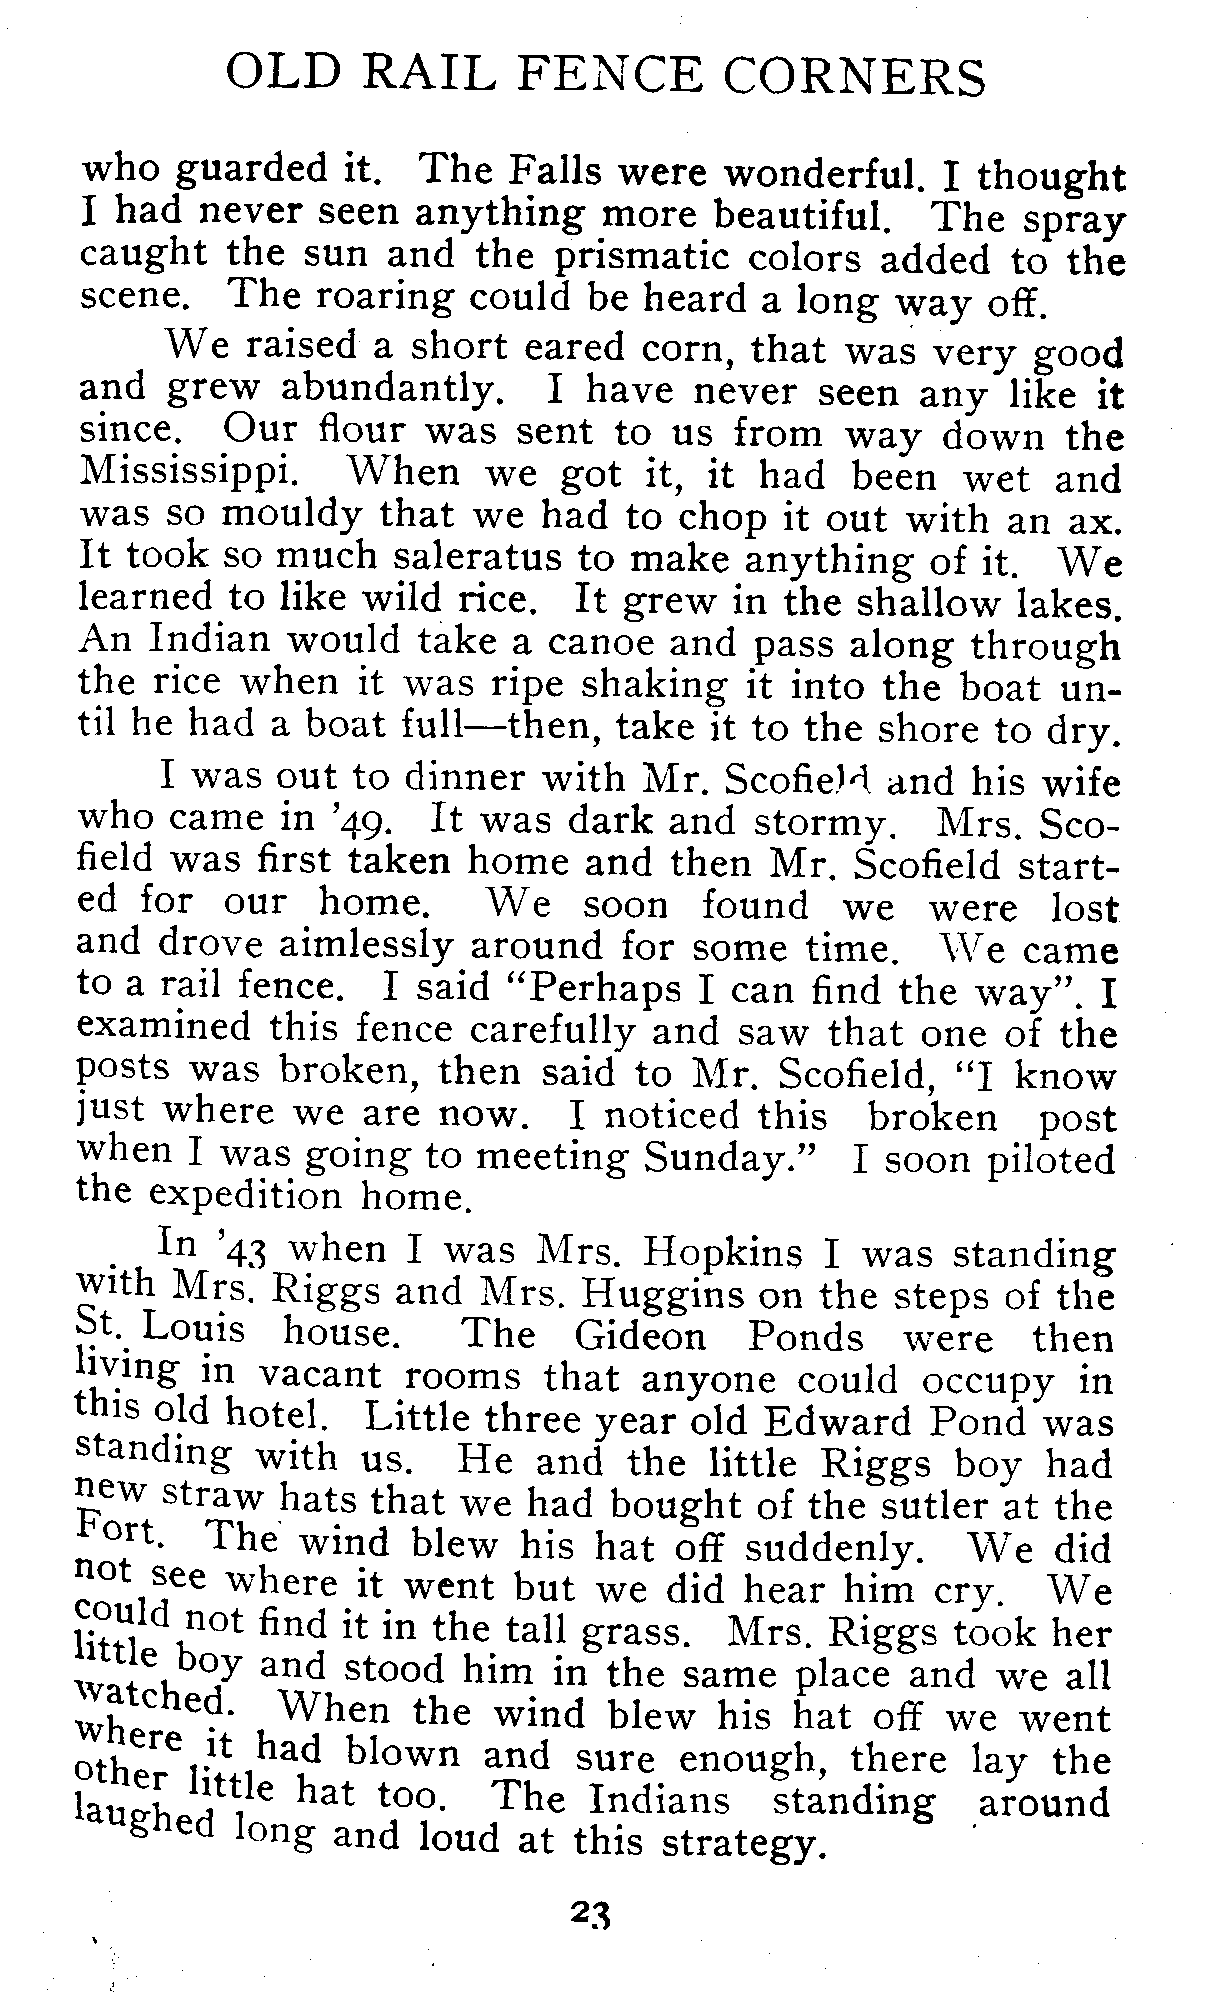 OLD RAIL FENCE CORNERS
who guarded it. The Falls were wonderful. I thought
I had never seen anything more beautiful. The spray
caught the sun and the prismatic colors added to the
scene. The roaring could be heard a long way off.
We raised a short eared corn, that was very good
and grew abundantly. I have never seen any like it
since. Our flour was sent to us from way down the
Mississippi. When we got it, it had been wet and
was so mouldy that we had to chop it out with an ax.
It took so much saleratus to make anything of it. We
learned to like wild rice. It grew in the shallow lakes.
An Indian would take a canoe and pass along through
the rice when it was ripe shaking it into the boat un-
til he had a boat full—then, take it to the shore to dry.
I was out to dinner with Mr. Scofield and his wife
who came in ’49. It was dark and stormy. Mrs. Sco-
field was first taken home and then Mr. Scofield start-
ed for our home. We soon found we were lost
and drove aimlessly around for some time. We came
to a rail fence. I said “Perhaps I can find the way”. I
examined this fence carefully and saw that one of the
posts was broken, then said to Mr. Scofield, “I know
just where we are now. I noticed this broken post
when I was going to meeting Sunday.” I soon piloted
the expedition home.
In ’43 when I was Mrs. Hopkins I was standing
with Mrs. Riggs and Mrs. Huggins on the steps of the
St. Louis house. The Gideon Ponds were then
living in vacant rooms that anyone could occupy in
this old hotel. Little three year old Edward Pond was
standing with us. He and the little Riggs boy had
new straw hats that we had bought of the sutler at the
Fort. The wind blew his hat off suddenly. We did
not see where it went but we did hear him cry. We
could not find it in the tall grass. Mrs. Riggs took her
little boy and stood him in the same place and we all
watched. When the wind blew his hat off we went
where it had blown and sure enough, there lay the
other little hat too. The Indians standing around
laughed long and loud at this strategy.
23